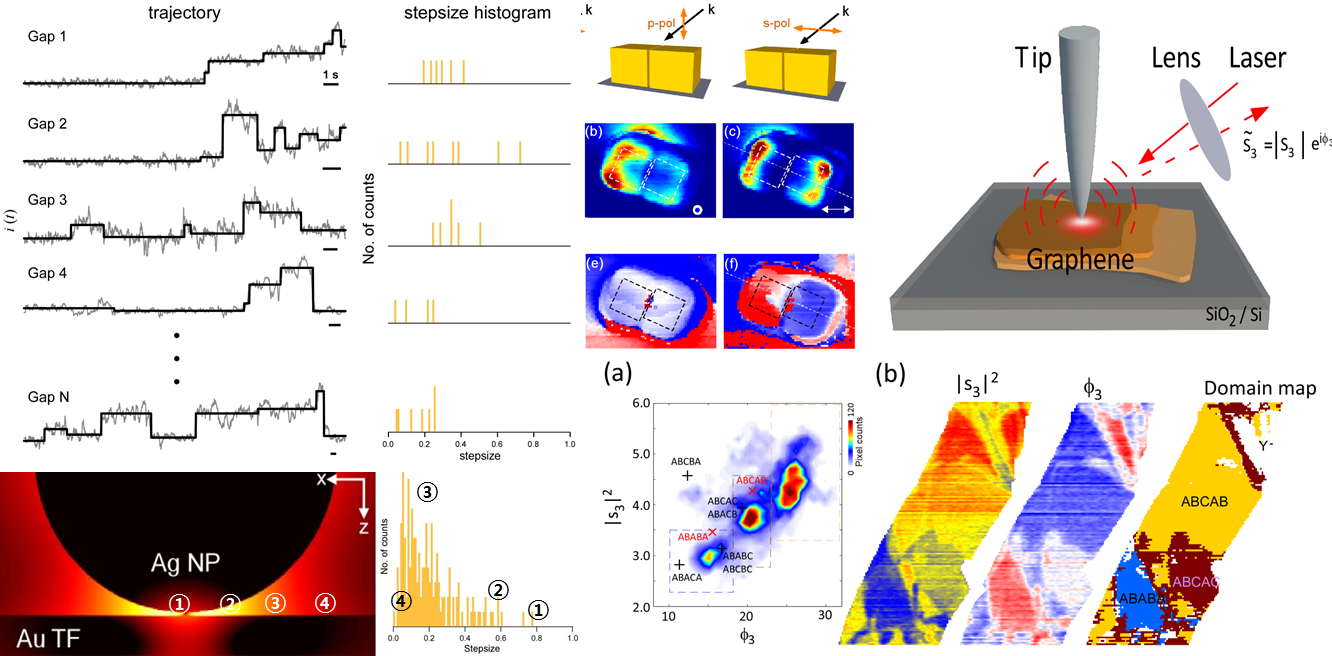 trajectory
stepsize histogram
Gap 1
1 s
Gap 2
Gap 3
Gap 4
Gap N
i (t)
No. of counts
0.0 0.2 0.4 0.6 0.8 1.0
stepsize
k
p-pol
k
s-pol
(b)
(c)
(e)
(f)
Tip
Lens
Laser
S̃3 =|S3| e^iϕ3
Graphene
SiO2 / Si
X
Z
Ag NP
① ② ③ ④
Au TF
No. of counts
③
②
①
④
0.0 0.2 0.4 0.6 0.8 1.0
Stepsize
(a)
|s3|²
6.0
5.0
4.0
3.0
2.0
10 20 30
ϕ3
0 120
Pixel counts
ABCBA
ABCAB
ABCAC
ABACB
ABABA
ABABC
ABCBC
ABACA
(b)
|s3|²
ϕ3
Domain map
Y
ABCAB
ABCAC
ABABA